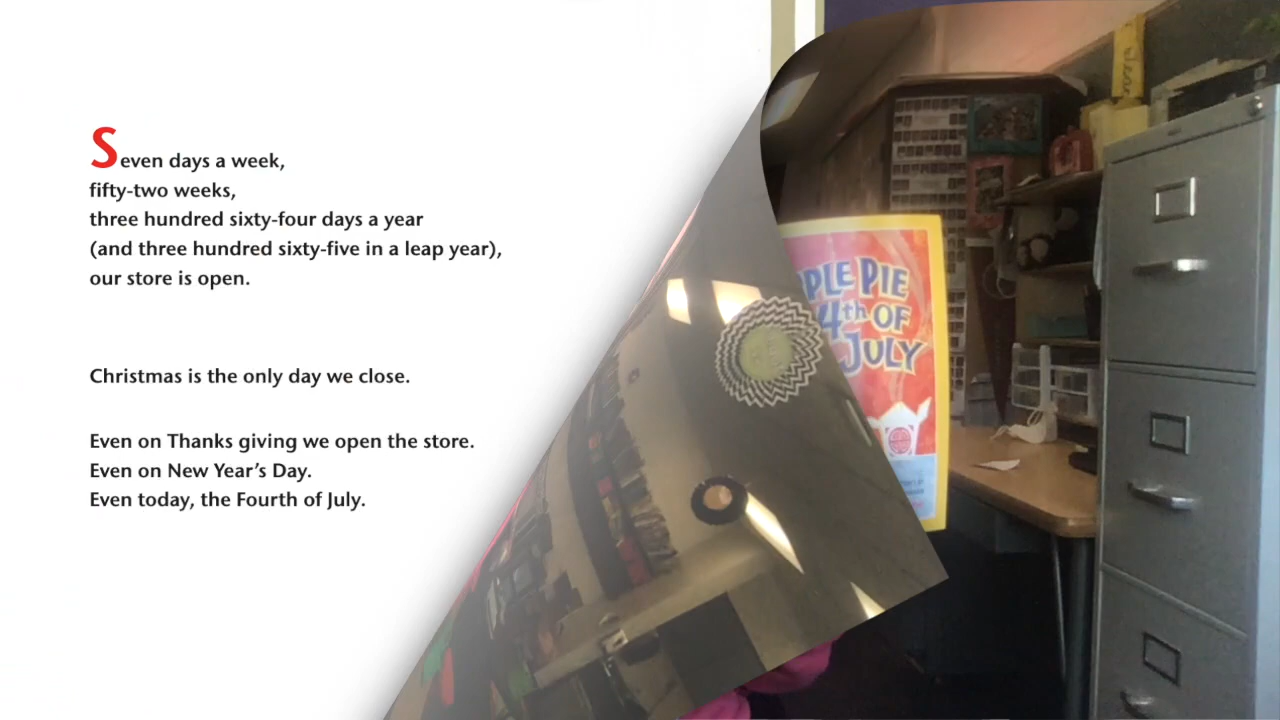 Seven days a week,
fifty-two weeks,
three hundred sixty-four days a year
(and three hundred sixty-five in a leap year),
our store is open.
Christmas is the only day we close.
Even on Thanks giving we open the store.
Even on New Year's Day.
Even today, the Fourth of July.
PLE PIE
4th OF
JULY